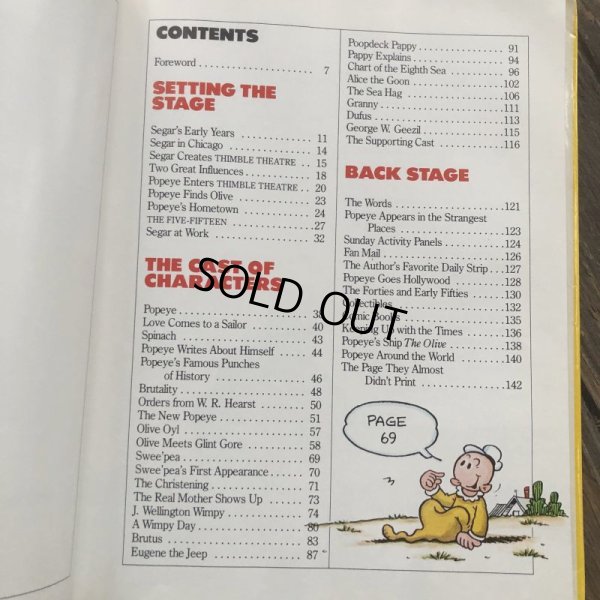 CONTENTS
Foreword .................... 7
SETTING THE
STAGE
Segar's Early Years ............ 11
Segar in Chicago .............. 14
Segar Creates THIMBLE THEATRE .. 15
Two Great Influences ........... 18
Popeye Enters THIMBLE THEATRE .. 20
Popeye Finds Olive ............. 23
Popeye's Hometown ............ 24
THE FIVE-FIFTEEN .............. 27
Segar at Work ................. 32
THE CAST OF
CHARACTERS
Popeye ........................
Love Comes to a Sailor .......... 40
Spinach ....................... 43
Popeye Writes About Himself .... 44
Popeye's Famous Punches
of History .................. 46
Brutality ...................... 48
Orders from W. R. Hearst ....... 50
The New Popeye ............... 51
Olive Oyl ...................... 57
Olive Meets Glint Gore .......... 58
Swee'pea ...................... 69
Swee'pea's First Appearance ..... 70
The Christening ................ 71
The Real Mother Shows Up ...... 73
J. Wellington Wimpy ............ 74
A Wimpy Day .................. 80
Brutus ........................ 83
Eugene the Jeep ................ 87
Poopdeck Pappy ............... 91
Pappy Explains ................ 94
Chart of the Eighth Sea ......... 96
Alice the Goon ................ 102
The Sea Hag .................. 106
Granny ....................... 111
Dufus ........................ 113
George W. Geezil .............. 115
The Supporting Cast ........... 116
BACK STAGE
The Words .................... 121
Popeye Appears in the Strangest
Places ..................... 123
Sunday Activity Panels ......... 124
Fan Mail ...................... 126
The Author's Favorite Daily Strip ... 127
Popeye Goes Hollywood ......... 128
The Forties and Early Fifties ..... 130
Collectibles ................... 132
Comic Books .................. 135
Keeping Up with the Times ...... 136
Popeye's Ship The Olive ......... 138
Popeye Around the World ....... 140
The Page They Almost
Didn't Print ................ 142
PAGE
69
SOLD OUT